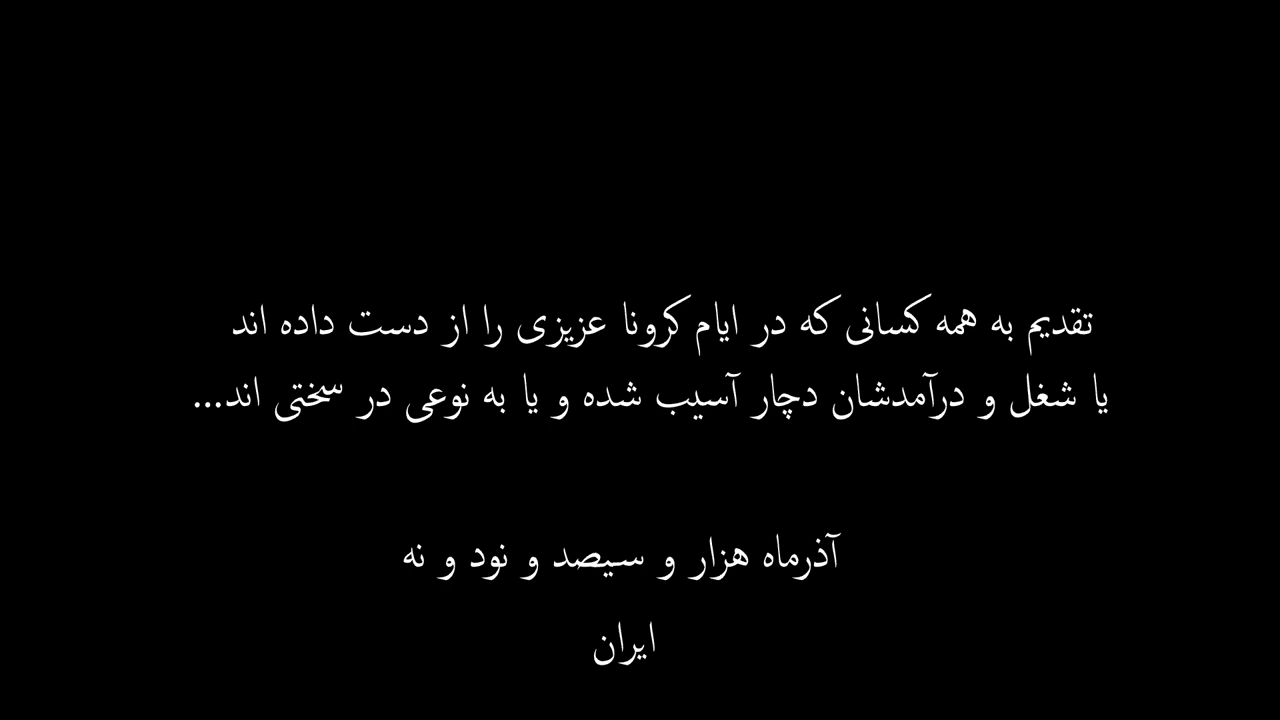 تقدیم به همه کسانی که در ایام کرونا عزیزی را از دست داده اند
یا شغل و درآمدشان دچار آسیب شده و یا به نوعی در سختی اند...
آذرماه هزار و سیصد و نود و نه
ایران